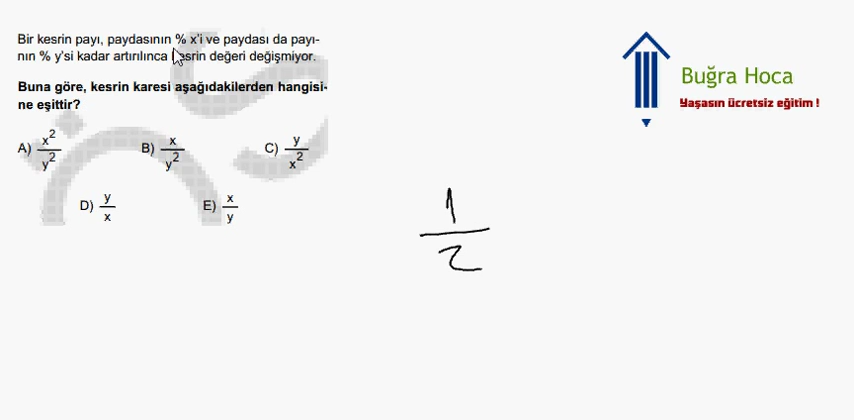 Bir kesrin payı, paydasının % x'i ve paydası da payı-
nın % y'si kadar artırılınca kesrin değeri değişmiyor.
Buna göre, kesrin karesi aşağıdakilerden hangisi-
ne eşittir?
A) x²/y² B) x/y² C) y/x²
D) y/x E) x/y
Buğra Hoca
Yaşasın ücretsiz eğitim !
1
2